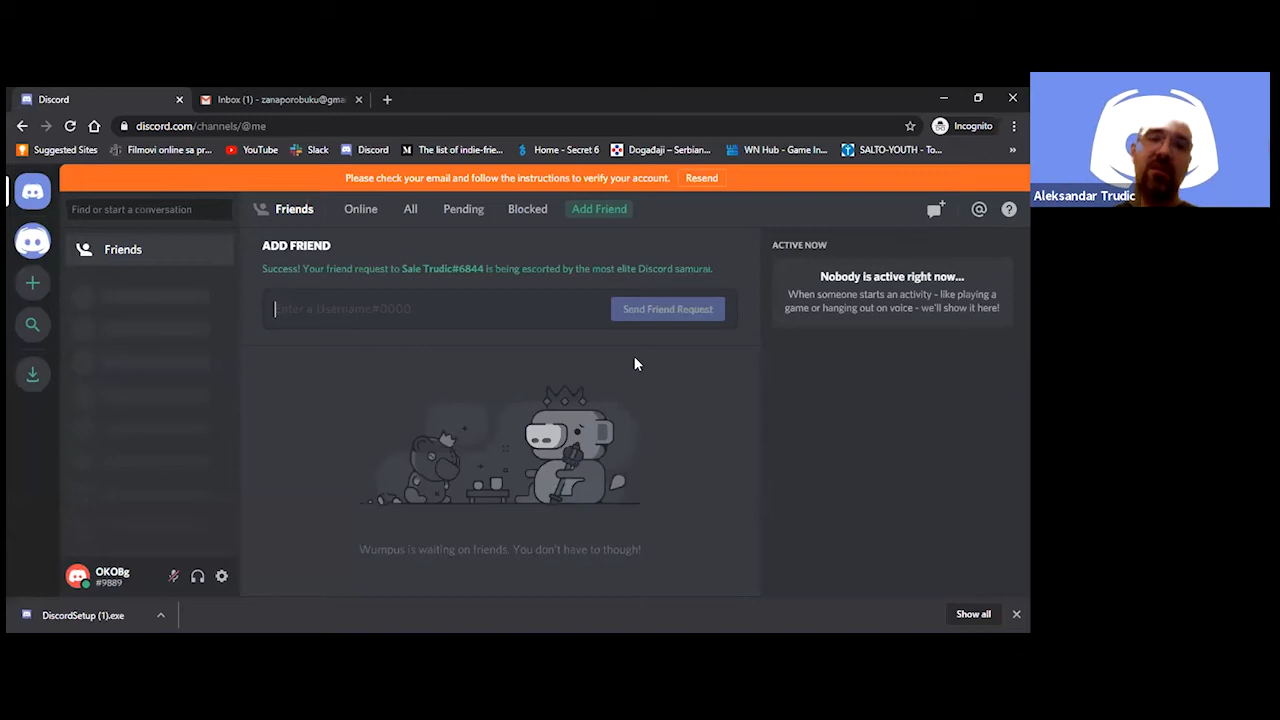 Discord
Inbox (1) - zanaporobuku@gma
discord.com/channels/@me
Incognito
Suggested Sites
Filmovi online sa pr...
YouTube
Slack
Discord
The list of indie-frie...
Home - Secret 6
Događaji – Serbian...
WN Hub - Game In...
SALTO-YOUTH - To...
»
Please check your email and follow the instructions to verify your account.
Resend
Find or start a conversation
Friends
Online
All
Pending
Blocked
Add Friend
Friends
ADD FRIEND
Success! Your friend request to Sale Trudic#6844 is being escorted by the most elite Discord samurai.
Enter a Username#0000
Send Friend Request
ACTIVE NOW
Nobody is active right now...
When someone starts an activity - like playing a
game or hanging out on voice - we'll show it here!
Wumpus is waiting on friends. You don't have to though!
OKOBg
#9889
DiscordSetup (1).exe
Show all
Aleksandar Trudic